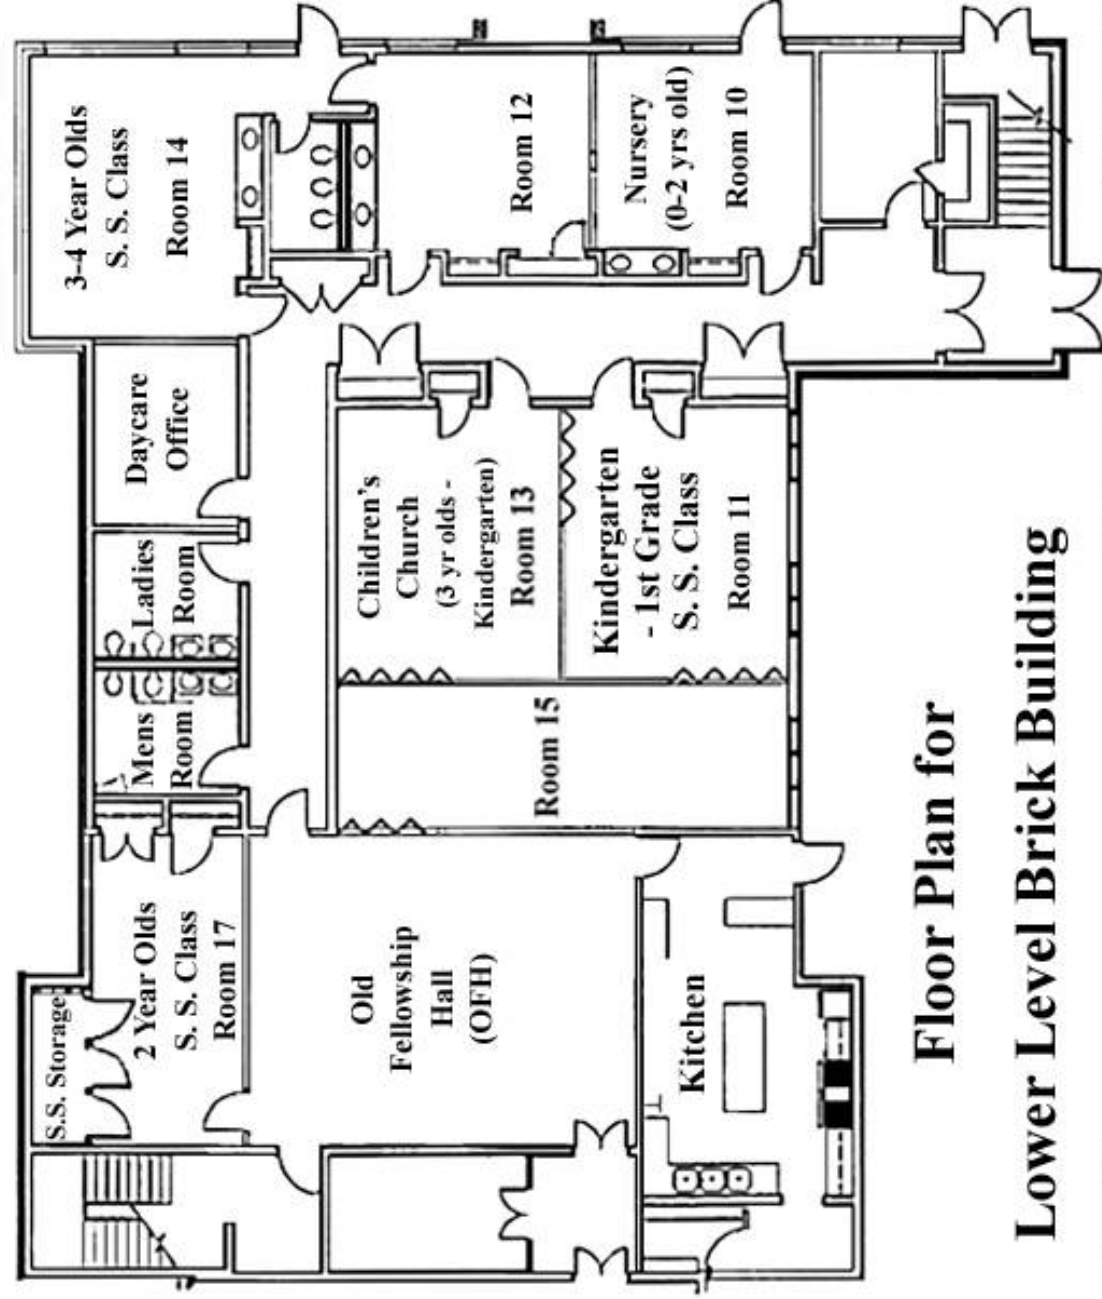 S.S. Storage
2 Year Olds
S. S. Class
Room 17
Mens
Room
Ladies
Room
Daycare
Office
3-4 Year Olds
S. S. Class
Room 14
Old
Fellowship
Hall
(OFH)
Room 15
Children's
Church
(3 yr olds -
Kindergarten)
Room 13
Room 12
Kitchen
Kindergarten
- 1st Grade
S. S. Class
Room 11
Nursery
(0-2 yrs old)
Room 10
Floor Plan for
Lower Level Brick Building